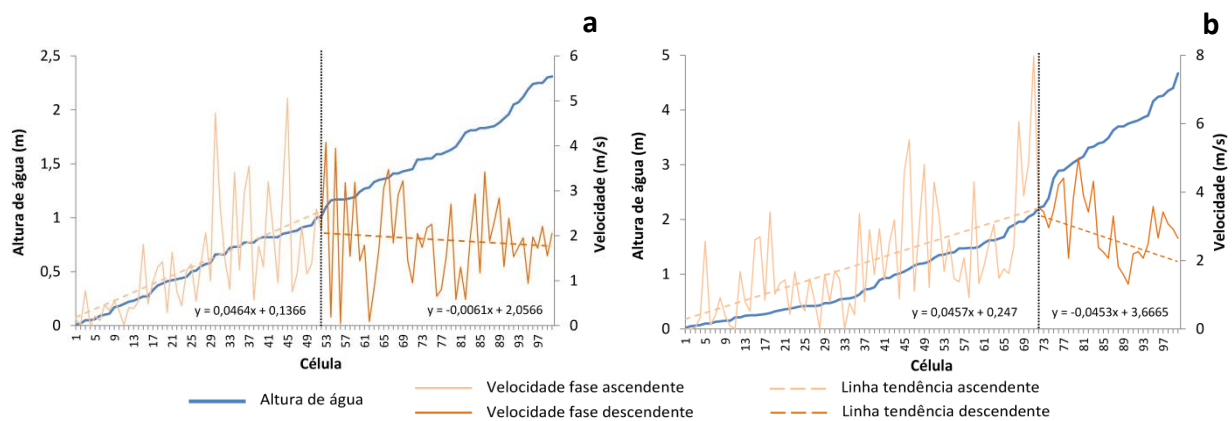 a
2,5
2
1,5
1
0,5
0
Altura de água (m)
6
5
4
3
2
1
0
Velocidade (m/s)
y = 0,0464x + 0,1366
y = -0,0061x + 2,0566
1 5 9 13 17 21 25 29 33 37 41 45 49 53 57 61 65 69 73 77 81 85 89 93 97
Célula
b
5
4
3
2
1
0
Altura de água (m)
8
6
4
2
0
Velocidade (m/s)
y = 0,0457x + 0,247
y = -0,0453x + 3,6665
1 5 9 13 17 21 25 29 33 37 41 45 49 53 57 61 65 69 73 77 81 85 89 93 97
Célula
Altura de água
Velocidade fase ascendente
Linha tendência ascendente
Velocidade fase descendente
Linha tendência descendente